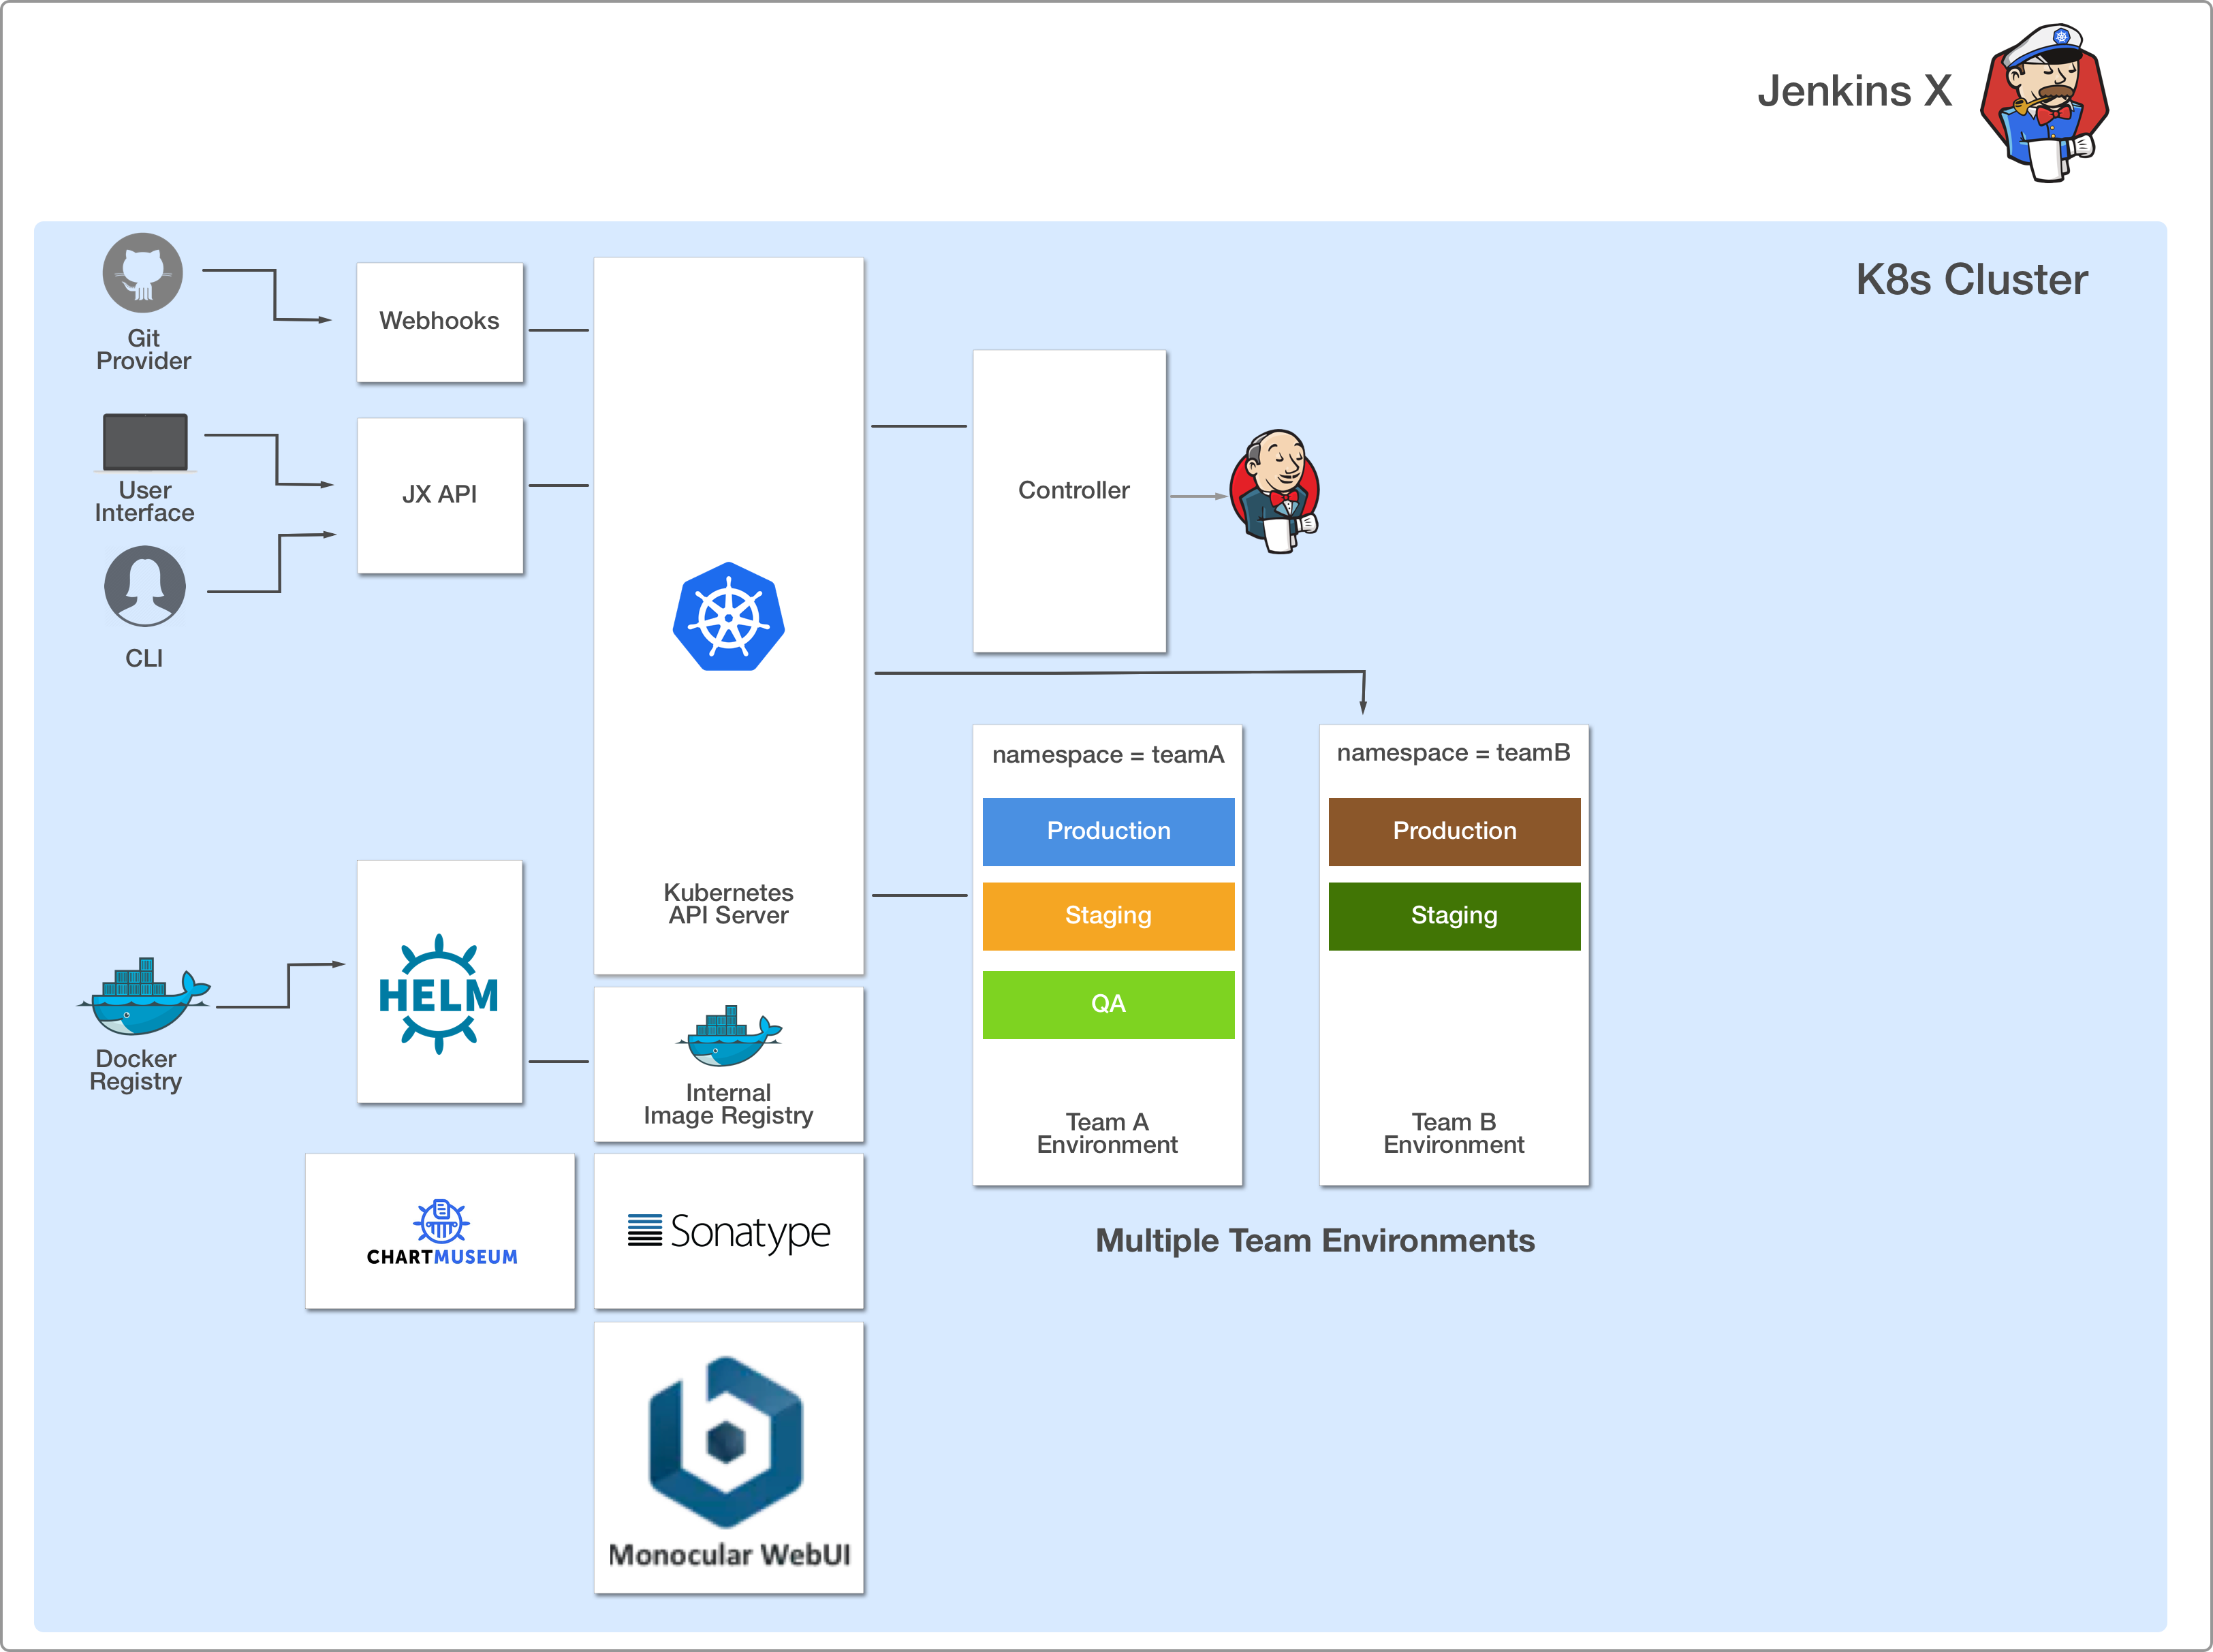 Jenkins X
K8s Cluster
Git
Provider
Webhooks
User
Interface
JX API
CLI
Controller
Kubernetes
API Server
namespace = teamA
Production
Staging
QA
Team A
Environment
namespace = teamB
Production
Staging
Team B
Environment
Multiple Team Environments
Docker
Registry
HELM
Internal
Image Registry
CHARTMUSEUM
Sonatype
Monocular WebUI